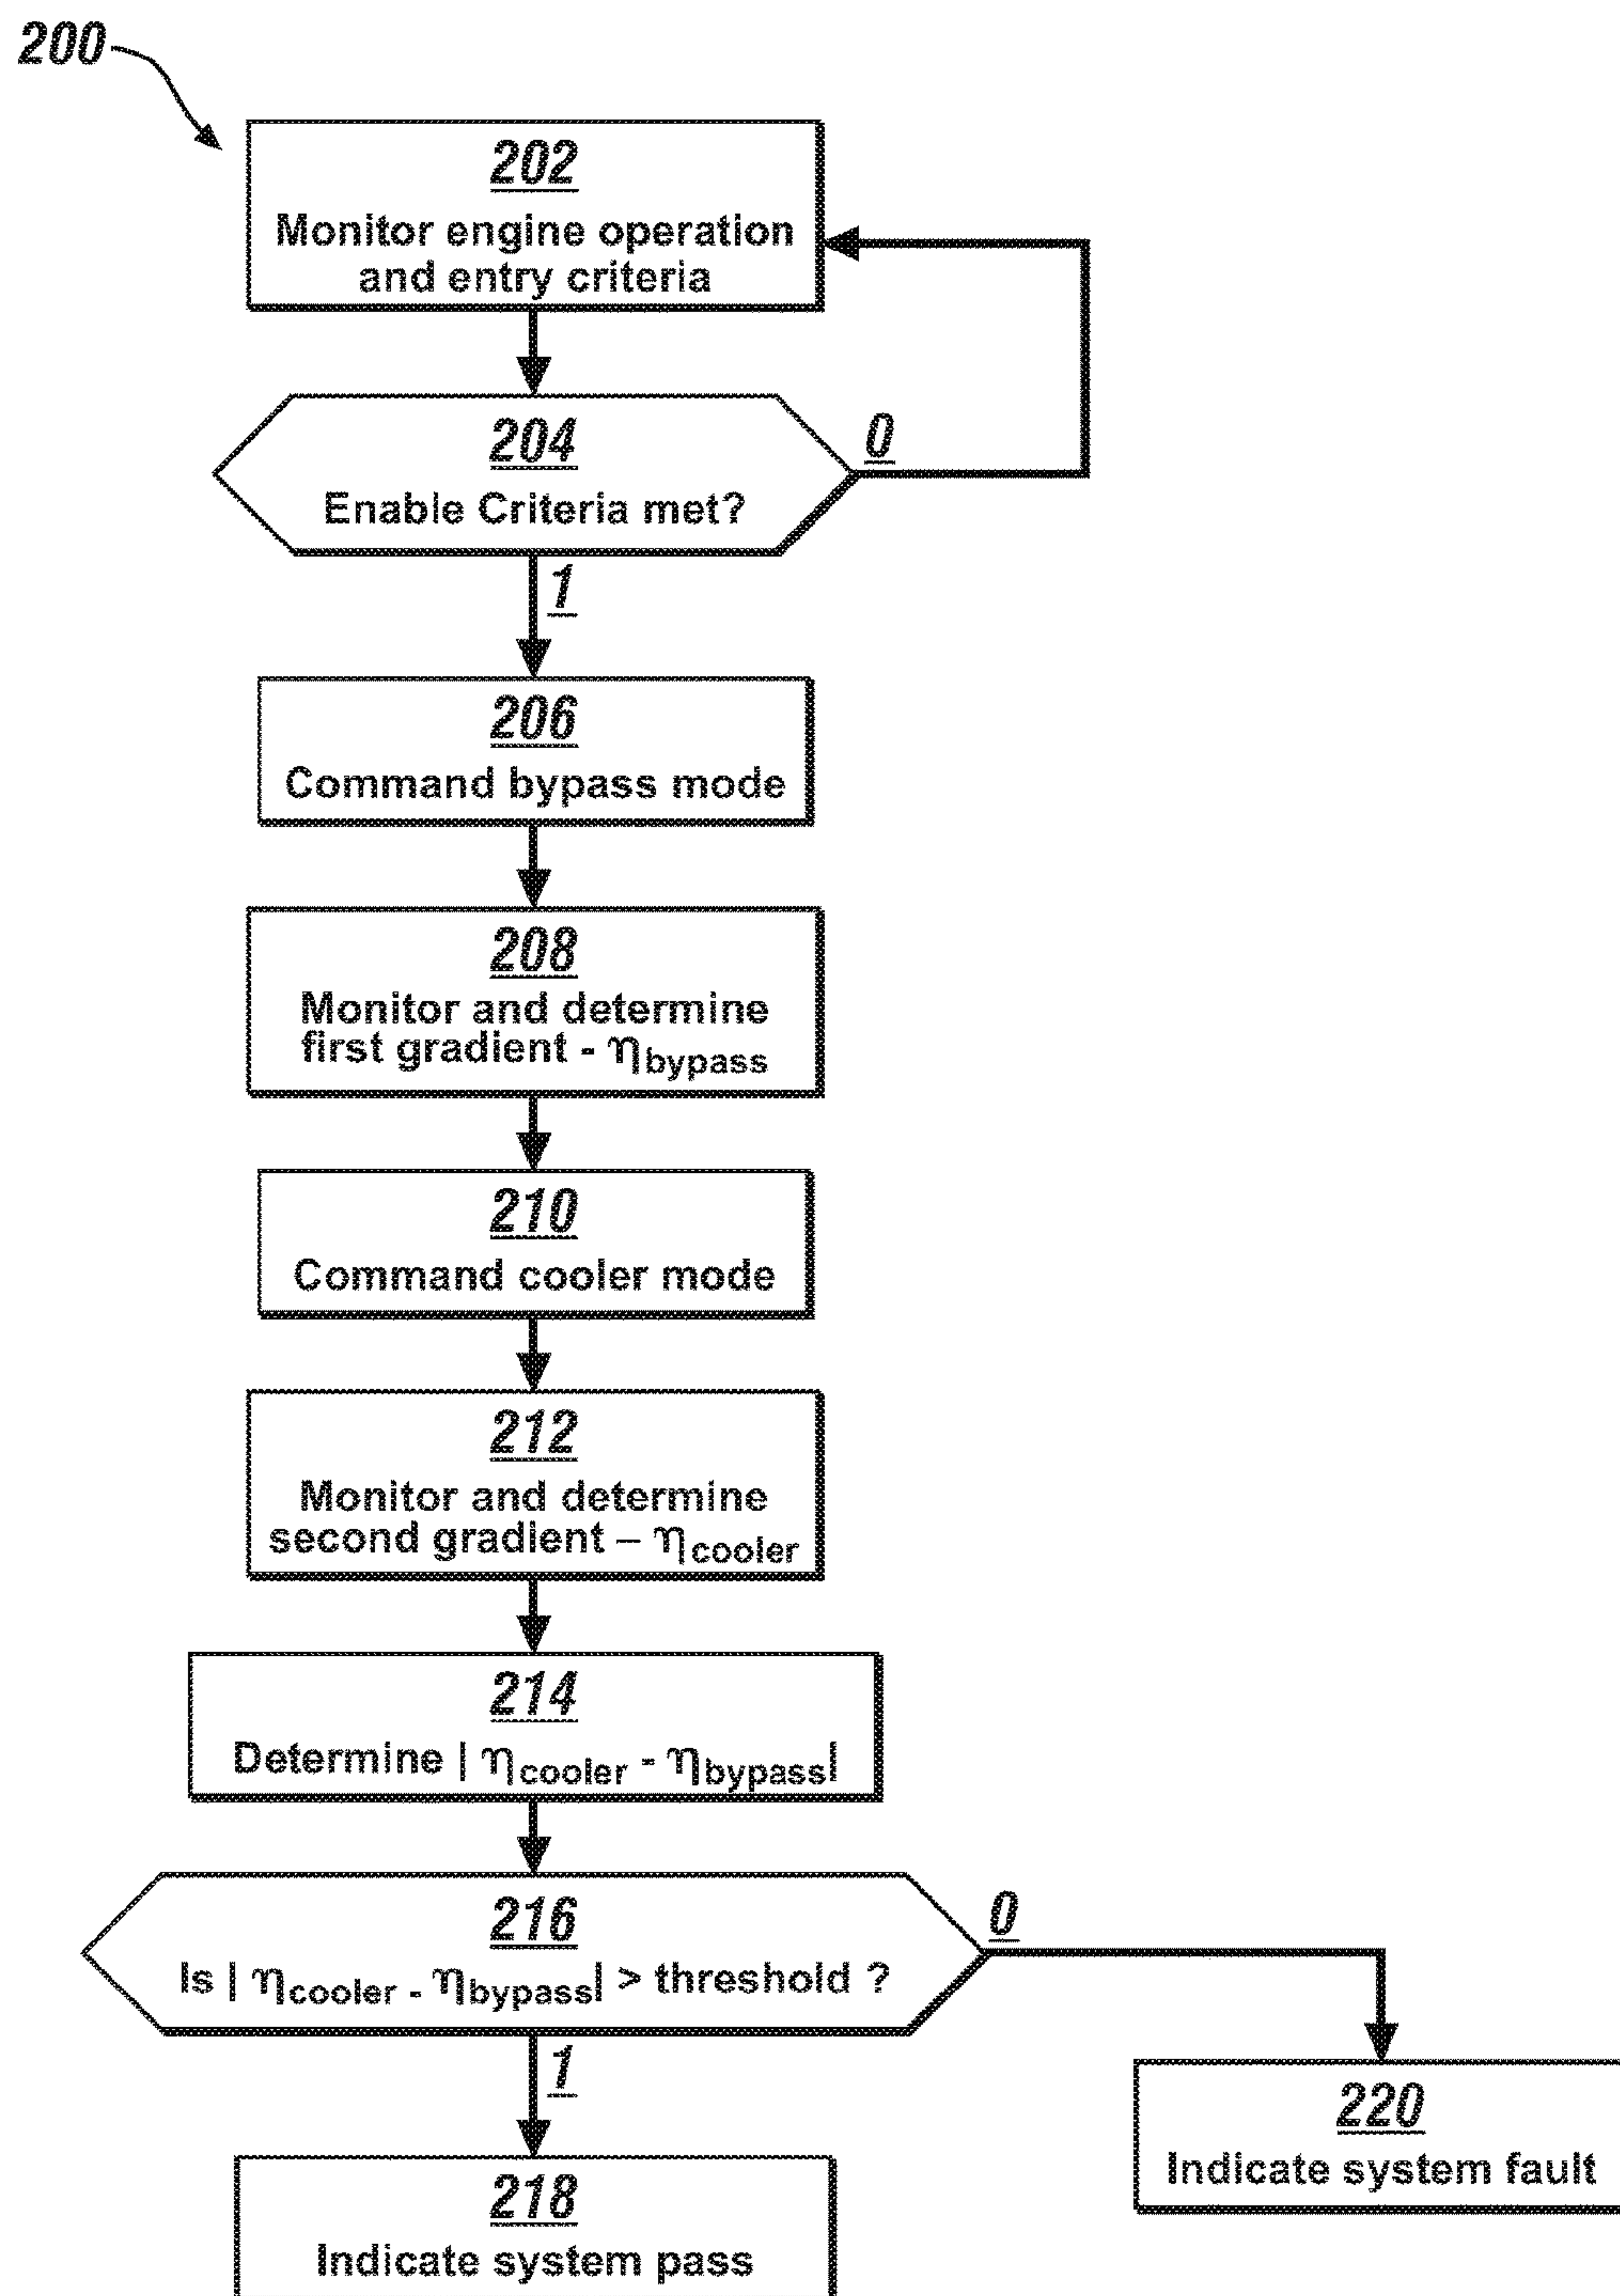 200
202
Monitor engine operation
and entry criteria
204
0
Enable Criteria met?
1
206
Command bypass mode
208
Monitor and determine
first gradient - ηbypass
210
Command cooler mode
212
Monitor and determine
second gradient – ηcooler
214
Determine | ηcooler - ηbypass|
216
0
Is | ηcooler - ηbypass| > threshold ?
1
220
Indicate system fault
218
Indicate system pass